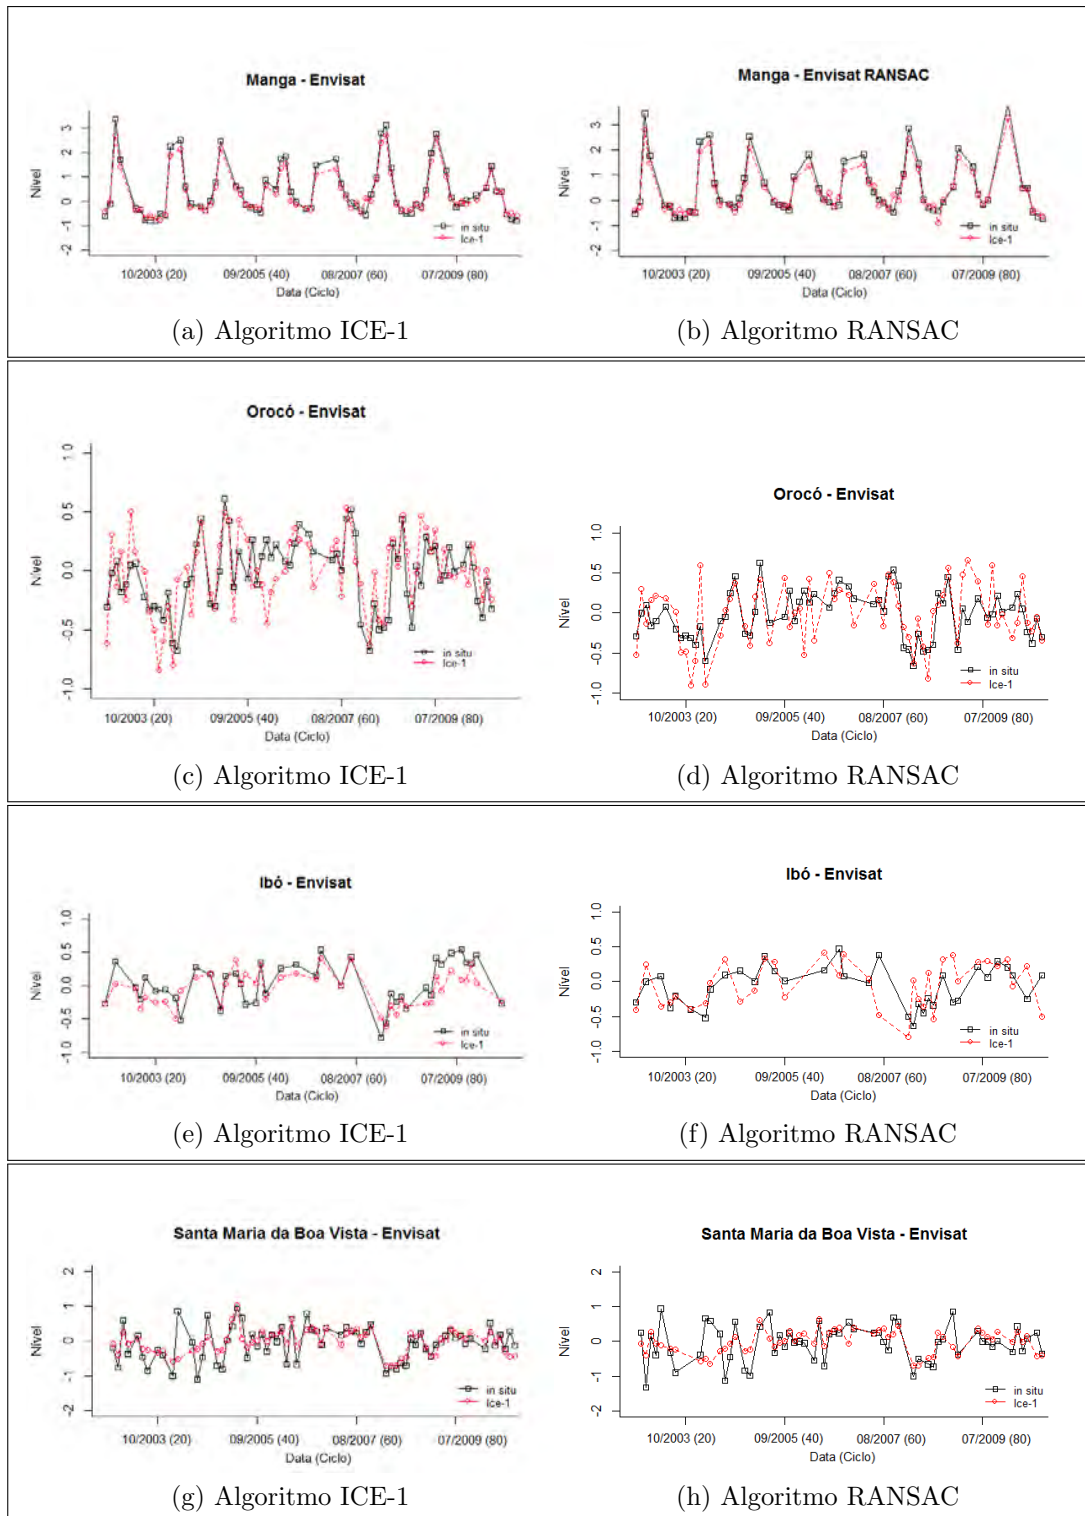 Manga - Envisat
Nível
3
2
1
0
-1
-2
in situ
Ice-1
10/2003 (20) 09/2005 (40) 08/2007 (60) 07/2009 (80)
Data (Ciclo)
(a) Algoritmo ICE-1
Manga - Envisat RANSAC
Nível
3
2
1
0
-1
-2
in situ
Ice-1
10/2003 (20) 09/2005 (40) 08/2007 (60) 07/2009 (80)
Data (Ciclo)
(b) Algoritmo RANSAC
Orocó - Envisat
Nível
1.0
0.5
0.0
-0.5
-1.0
in situ
Ice-1
10/2003 (20) 09/2005 (40) 08/2007 (60) 07/2009 (80)
Data (Ciclo)
(c) Algoritmo ICE-1
Orocó - Envisat
Nível
1.0
0.5
0.0
-0.5
-1.0
in situ
Ice-1
10/2003 (20) 09/2005 (40) 08/2007 (60) 07/2009 (80)
Data (Ciclo)
(d) Algoritmo RANSAC
Ibó - Envisat
Nível
1.0
0.5
0.0
-0.5
-1.0
in situ
Ice-1
10/2003 (20) 09/2005 (40) 08/2007 (60) 07/2009 (80)
Data (Ciclo)
(e) Algoritmo ICE-1
Ibó - Envisat
Nível
1.0
0.5
0.0
-0.5
-1.0
in situ
Ice-1
10/2003 (20) 09/2005 (40) 08/2007 (60) 07/2009 (80)
Data (Ciclo)
(f) Algoritmo RANSAC
Santa Maria da Boa Vista - Envisat
Nível
2
1
0
-1
-2
in situ
Ice-1
10/2003 (20) 09/2005 (40) 08/2007 (60) 07/2009 (80)
Data (Ciclo)
(g) Algoritmo ICE-1
Santa Maria da Boa Vista - Envisat
Nível
2
1
0
-1
-2
in situ
Ice-1
10/2003 (20) 09/2005 (40) 08/2007 (60) 07/2009 (80)
Data (Ciclo)
(h) Algoritmo RANSAC